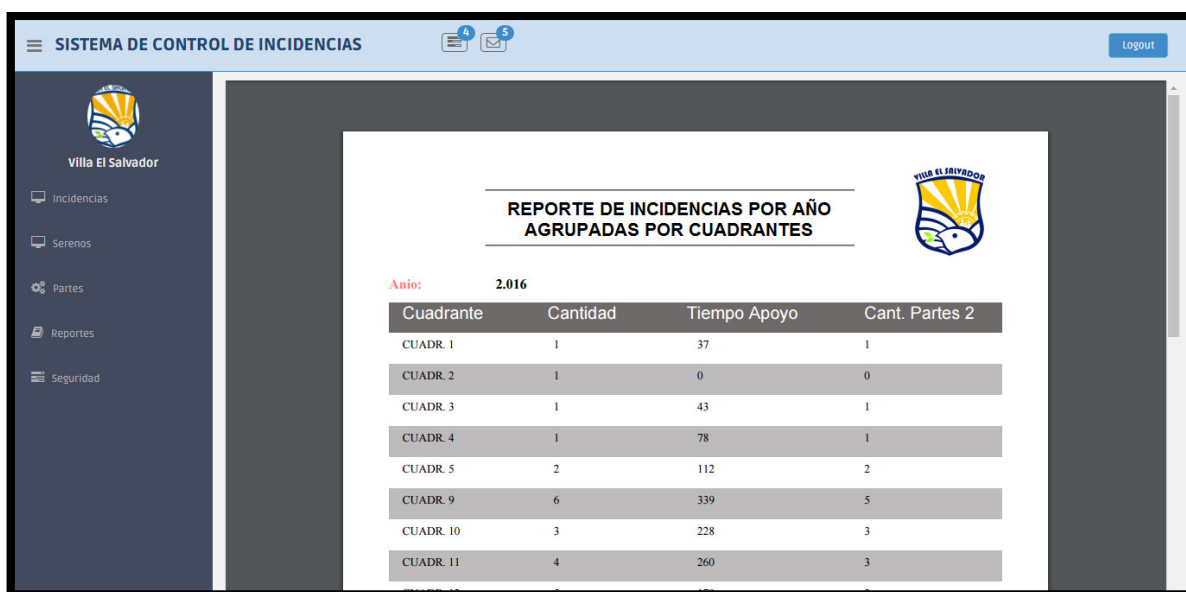 SISTEMA DE CONTROL DE INCIDENCIAS 4 5 Logout
Villa El Salvador
Incidencias
Serenos
Partes
Reportes
Seguridad
VILLA EL SALVADOR
REPORTE DE INCIDENCIAS POR AÑO
AGRUPADAS POR CUADRANTES
Anio: 2.016
Cuadrante Cantidad Tiempo Apoyo Cant. Partes 2
CUADR. 1 1 37 1
CUADR. 2 1 0 0
CUADR. 3 1 43 1
CUADR. 4 1 78 1
CUADR. 5 2 112 2
CUADR. 9 6 339 5
CUADR. 10 3 228 3
CUADR. 11 4 260 3